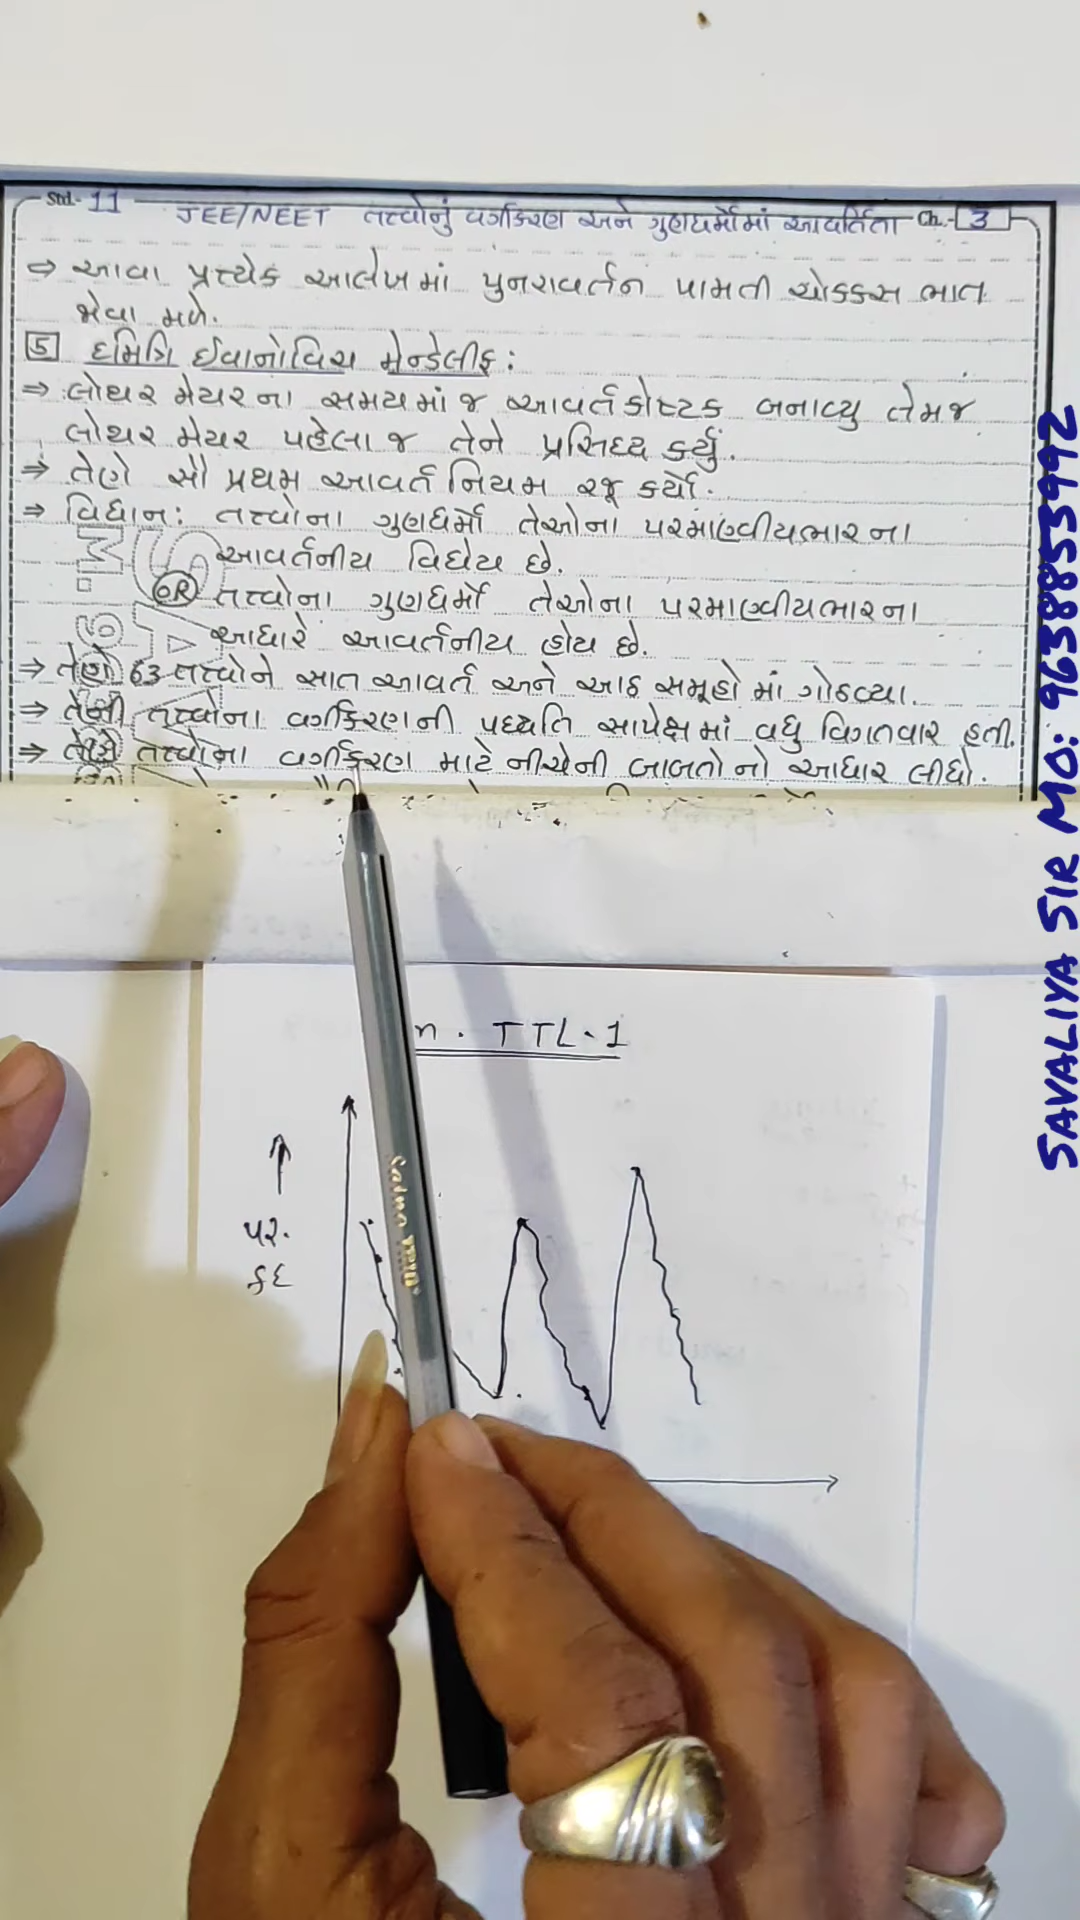 Std.- 11 JEE/NEET તત્ત્વોનું વર્ગીકરણ અને ગુણધર્મોમાં આવર્તિતા Ch.- 3
⇒ આવા પ્રત્યેક આલેખમાં પુનરાવર્તન પામતી ચોક્કસ ભાત
જોવા મળે.
5 દમિત્રિ ઈવાનોવિચ મેન્ડેલીફ :
⇒ લોથર મેયરના સમયમાં જ આવર્તકોષ્ટક બનાવ્યુ તેમજ
લોથર મેયર પહેલા જ તેને પ્રસિધ્ધ કર્યું.
⇒ તેણે સૌ પ્રથમ આવર્ત નિયમ રજૂ કર્યો.
⇒ વિધાન: તત્ત્વોના ગુણધર્મો તેઓના પરમાણ્વીયભારના
આવર્તનીય વિધેય છે.
OR તત્ત્વોના ગુણધર્મો તેઓના પરમાણ્વીયભારના
આધારે આવર્તનીય હોય છે.
⇒ તેણે 63 તત્ત્વોને સાત આવર્ત અને આઠ સમૂહોમાં ગોઠવ્યા.
⇒ તેની તત્ત્વોના વર્ગીકરણની પધ્ધતિ સાપેક્ષમાં વધુ વિગતવાર હતી.
⇒ તેણે તત્ત્વોના વર્ગીકરણ માટે નીચેની બાબતોનો આધાર લીધો.
n. TTL-1
પર.
કદ
Celno TRIO
SAVALIYA SIR MO: 9638853992